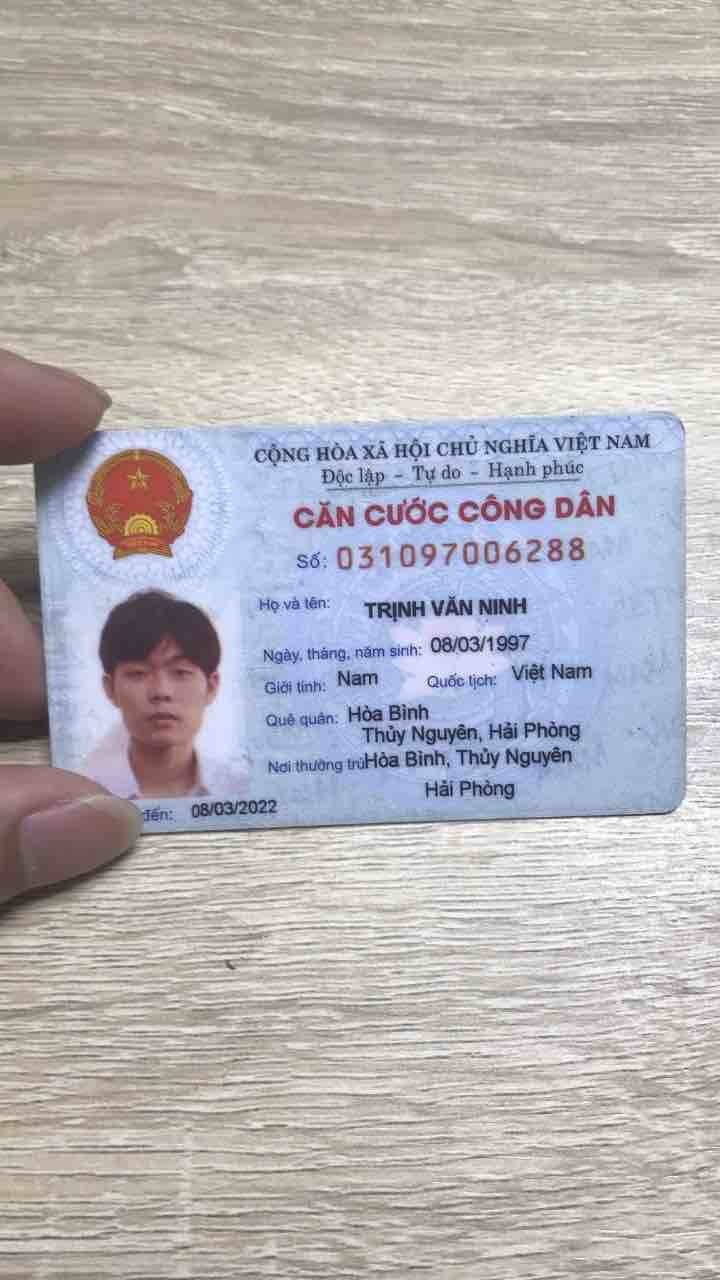 CỘNG HÒA XÃ HỘI CHỦ NGHĨA VIỆT NAM
Độc lập - Tự do - Hạnh phúc
CĂN CƯỚC CÔNG DÂN
Số: 031097006288
Họ và tên: TRỊNH VĂN NINH
Ngày, tháng, năm sinh: 08/03/1997
Giới tính: Nam Quốc tịch: Việt Nam
Quê quán: Hòa Bình
Thủy Nguyên, Hải Phòng
Nơi thường trú Hòa Bình, Thủy Nguyên
Hải Phòng
đến: 08/03/2022